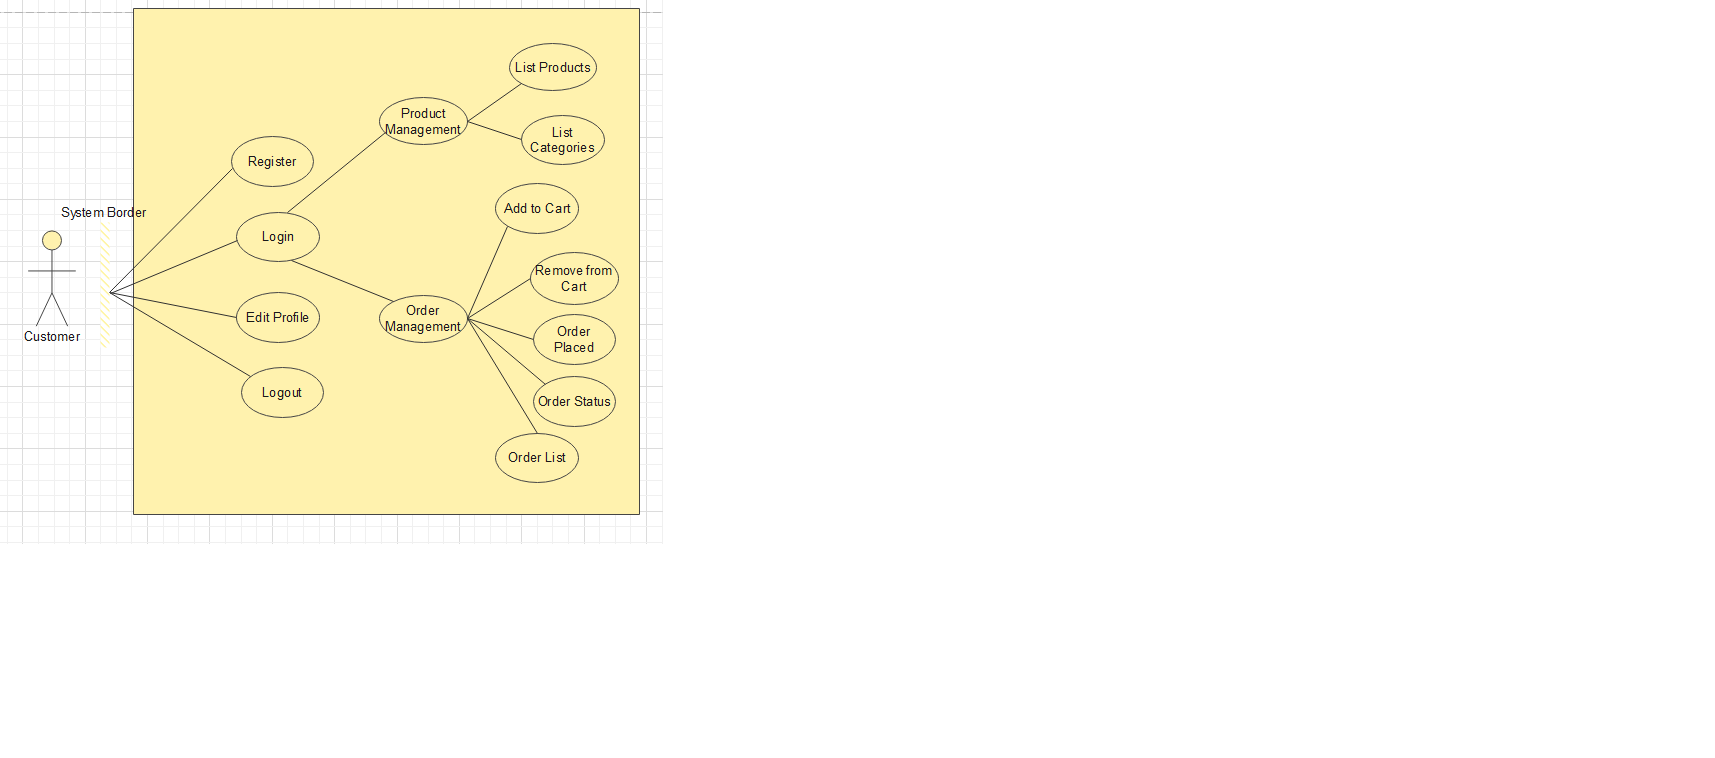 List Products
Product
Management
List
Categories
Register
Add to Cart
System Border
Login
Remove from
Cart
Order
Management
Edit Profile
Order
Placed
Customer
Logout
Order Status
Order List